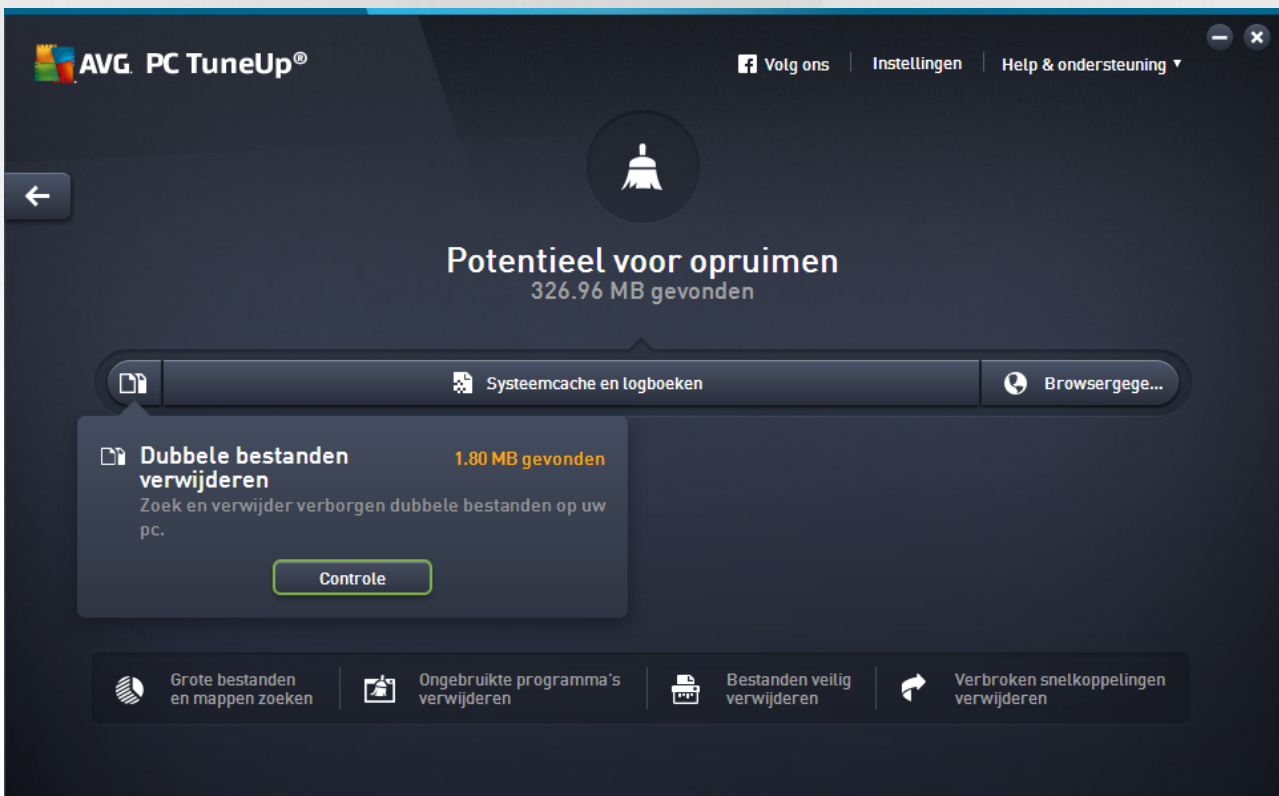 AVG. PC TuneUp®
Volg ons
Instellingen
Help & ondersteuning ▾
Potentieel voor opruimen
326.96 MB gevonden
Systeemcache en logboeken
Browsergege...
Dubbele bestanden
verwijderen
1.80 MB gevonden
Zoek en verwijder verborgen dubbele bestanden op uw
pc.
Controle
Grote bestanden
en mappen zoeken
Ongebruikte programma's
verwijderen
Bestanden veilig
verwijderen
Verbroken snelkoppelingen
verwijderen